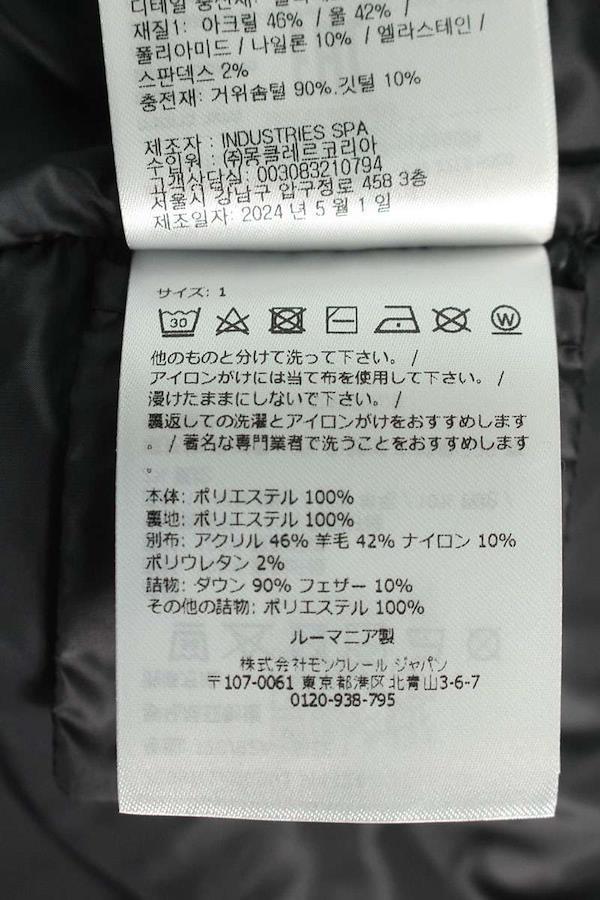 재질1: 아크릴 46% / 울 42% /
폴리아미드 / 나일론 10% / 엘라스테인 /
스판덱스 2%
충전재: 거위솜털 90%.깃털 10%
제조자 : INDUSTRIES SPA
수입원 : (주)몽클레르코리아
고객상담실: 003083210794
서울시 강남구 압구정로 458 3층
제조일자: 2024 년 5 월 1 일
サイズ: 1
30
W
他のものと分けて洗って下さい。 /
アイロンがけには当て布を使用して下さい。 /
浸けたままにしないで下さい。 /
裏返しての洗濯とアイロンがけをおすすめします
。 / 著名な専門業者で洗うことをおすすめします
。
本体: ポリエステル 100%
裏地: ポリエステル 100%
別布: アクリル 46% 羊毛 42% ナイロン 10%
ポリウレタン 2%
詰物: ダウン 90% フェザー 10%
その他の詰物: ポリエステル 100%
ルーマニア製
株式会社モンクレール ジャパン
〒107-0061 東京都港区北青山3-6-7
0120-938-795